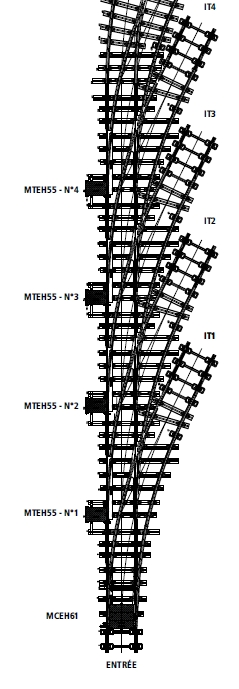 IT4
IT3
MTEH55 - N°4
IT2
MTEH55 - N°3
IT1
MTEH55 - N°2
MTEH55 - N°1
MCEH61
ENTRÉE